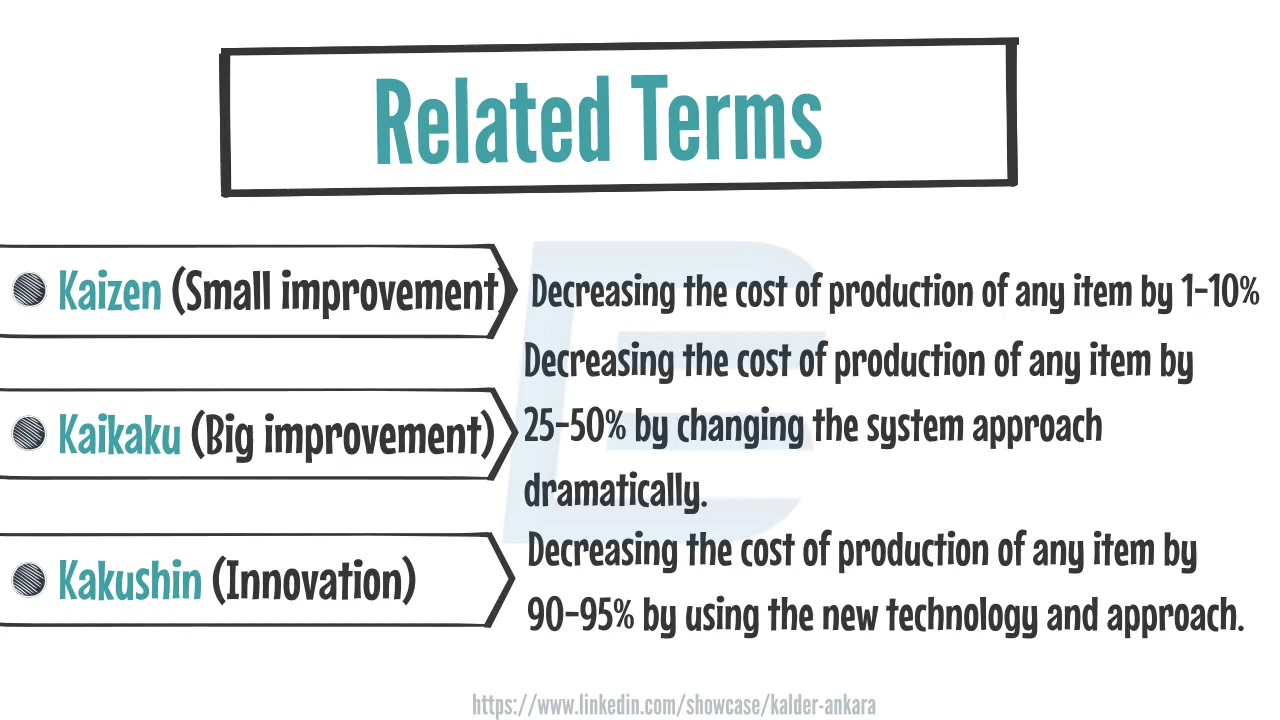 Related Terms
Kaizen (Small improvement)
Decreasing the cost of production of any item by 1-10%
Kaikaku (Big improvement)
Decreasing the cost of production of any item by
25-50% by changing the system approach
dramatically.
Kakushin (Innovation)
Decreasing the cost of production of any item by
90-95% by using the new technology and approach.
https://www.linkedin.com/showcase/kalder-ankara